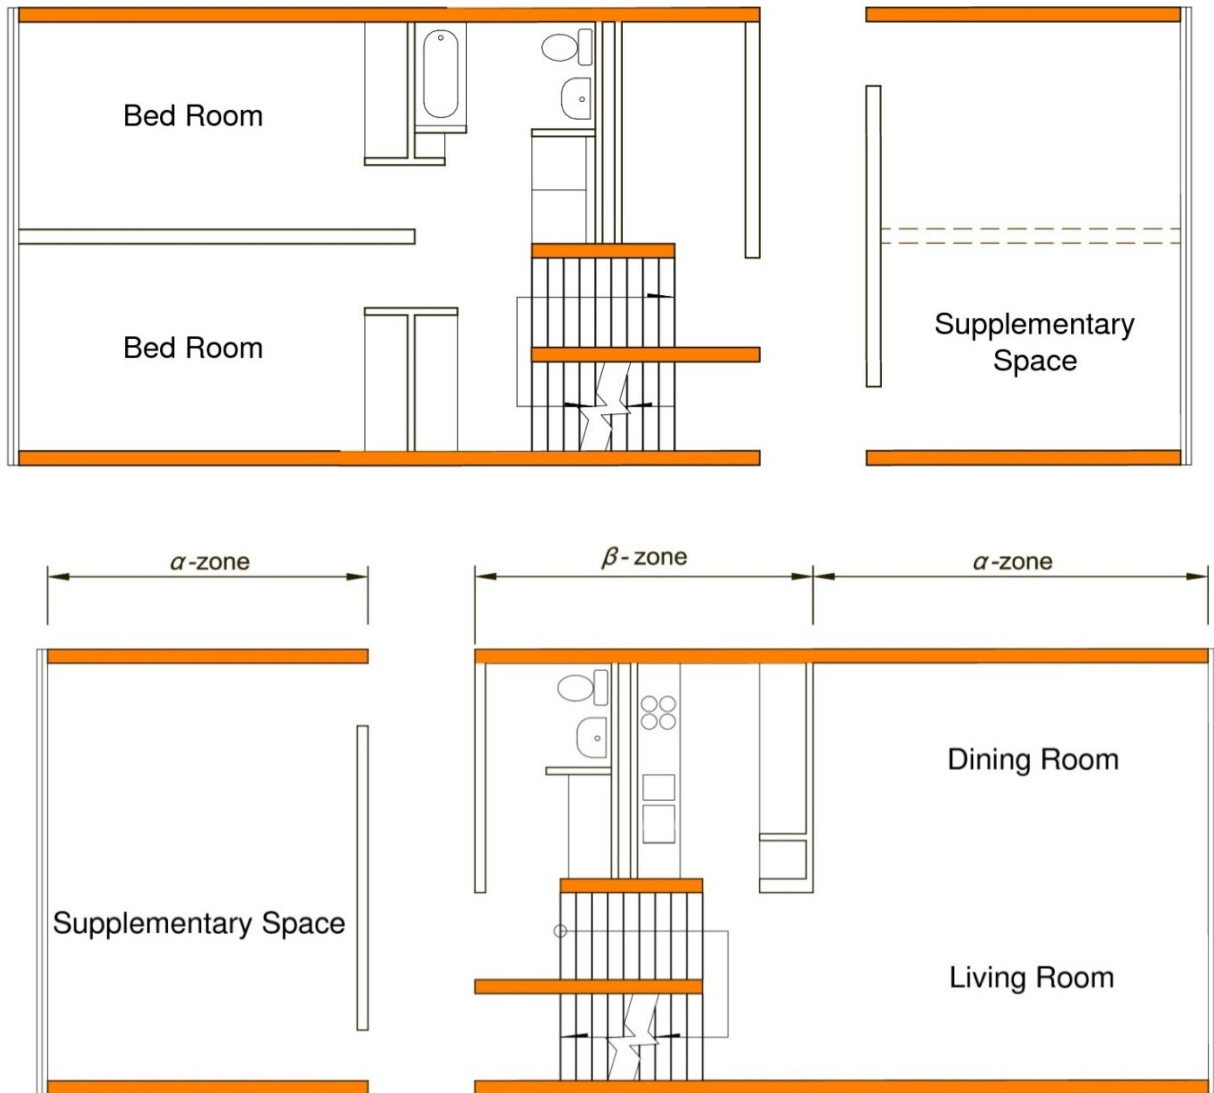 Bed Room
Bed Room
Supplementary
Space
α-zone
β- zone
α-zone
Dining Room
Supplementary Space
Living Room